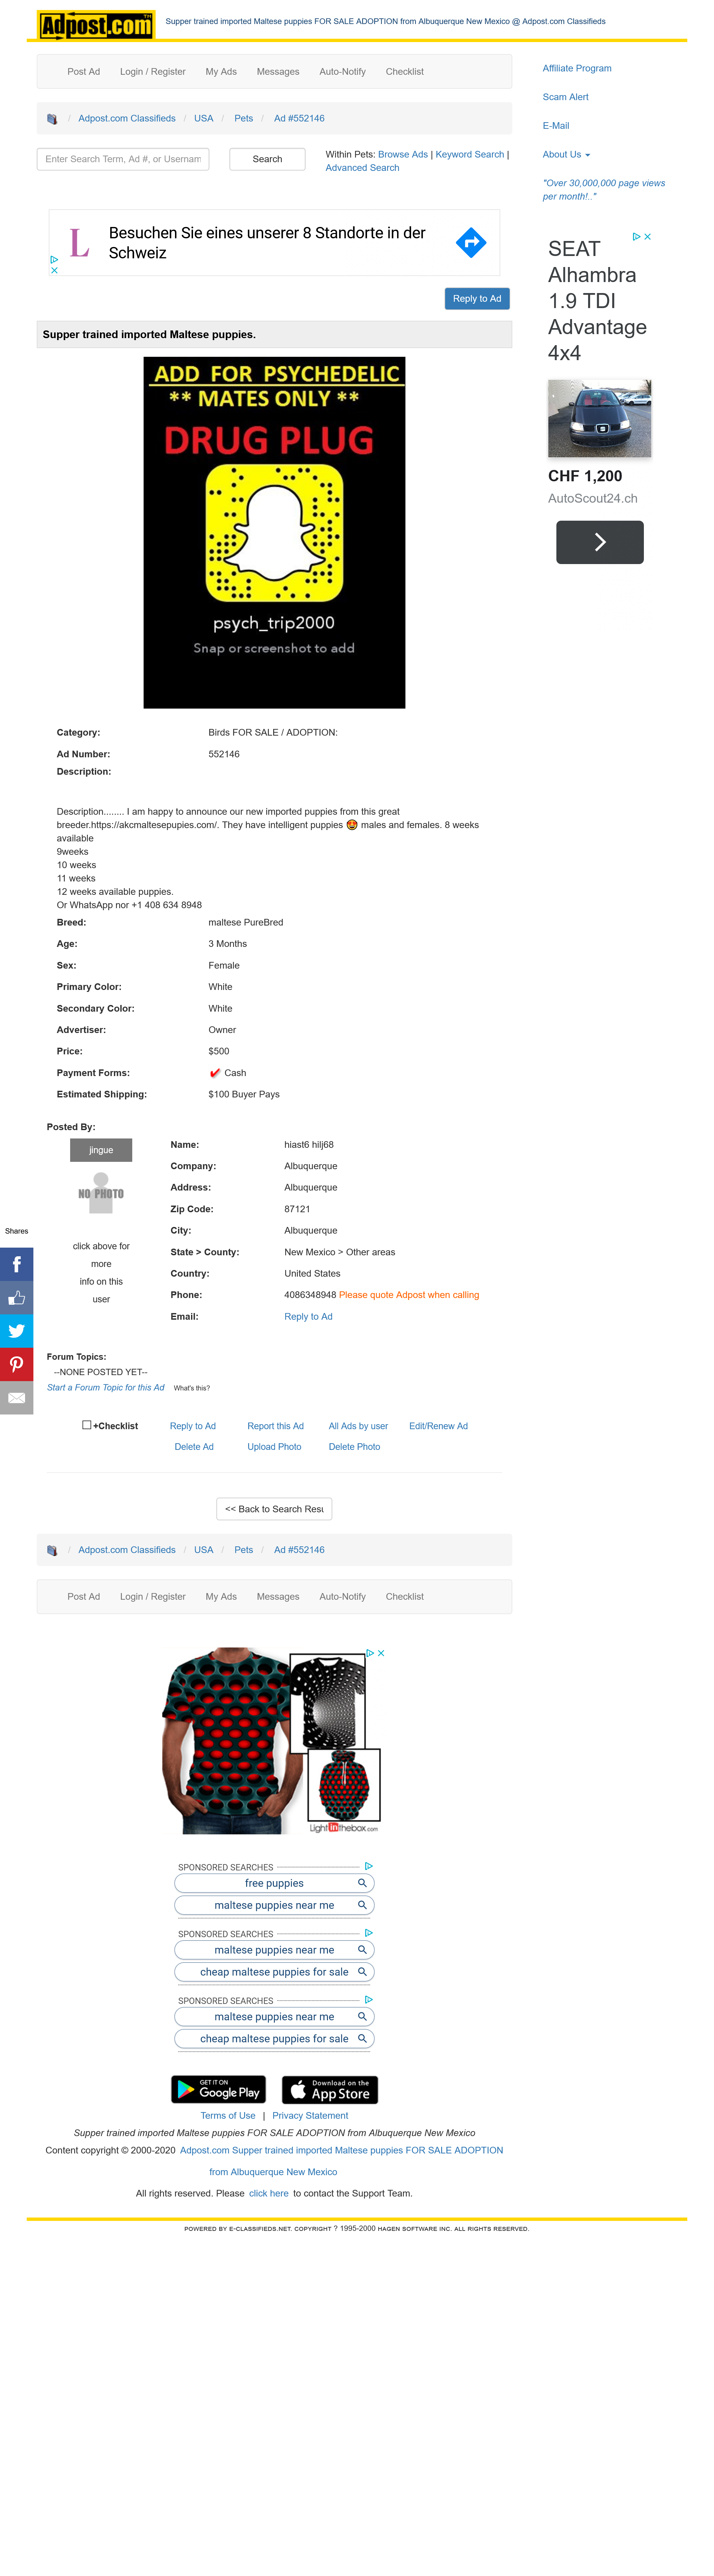 Adpost.com TM
Supper trained imported Maltese puppies FOR SALE ADOPTION from Albuquerque New Mexico @ Adpost.com Classifieds
Post Ad Login / Register My Ads Messages Auto-Notify Checklist
Affiliate Program
Scam Alert
E-Mail
About Us
"Over 30,000,000 page views
per month!.."
/ Adpost.com Classifieds / USA / Pets / Ad #552146
Enter Search Term, Ad #, or Usernam
Search
Within Pets: Browse Ads | Keyword Search |
Advanced Search
L
Besuchen Sie eines unserer 8 Standorte in der
Schweiz
SEAT
Alhambra
1.9 TDI
Advantage
4x4
CHF 1,200
AutoScout24.ch
Reply to Ad
Supper trained imported Maltese puppies.
ADD FOR PSYCHEDELIC
** MATES ONLY **
DRUG PLUG
psych_trip2000
Snap or screenshot to add
Category: Birds FOR SALE / ADOPTION:
Ad Number: 552146
Description:
Description........ I am happy to announce our new imported puppies from this great
breeder.https://akcmaltesepupies.com/. They have intelligent puppies 🤩 males and females. 8 weeks
available
9weeks
10 weeks
11 weeks
12 weeks available puppies.
Or WhatsApp nor +1 408 634 8948
Breed: maltese PureBred
Age: 3 Months
Sex: Female
Primary Color: White
Secondary Color: White
Advertiser: Owner
Price: $500
Payment Forms: Cash
Estimated Shipping: $100 Buyer Pays
Posted By:
jingue
NO PHOTO
click above for
more
info on this
user
Name: hiast6 hilj68
Company: Albuquerque
Address: Albuquerque
Zip Code: 87121
City: Albuquerque
State > County: New Mexico > Other areas
Country: United States
Phone: 4086348948 Please quote Adpost when calling
Email: Reply to Ad
Shares
Forum Topics:
--NONE POSTED YET--
Start a Forum Topic for this Ad What's this?
+Checklist Reply to Ad Report this Ad All Ads by user Edit/Renew Ad
Delete Ad Upload Photo Delete Photo
<< Back to Search Resu
/ Adpost.com Classifieds / USA / Pets / Ad #552146
Post Ad Login / Register My Ads Messages Auto-Notify Checklist
Light in thebox.com
SPONSORED SEARCHES
free puppies
maltese puppies near me
SPONSORED SEARCHES
maltese puppies near me
cheap maltese puppies for sale
SPONSORED SEARCHES
maltese puppies near me
cheap maltese puppies for sale
GET IT ON
Google Play
Download on the
App Store
Terms of Use | Privacy Statement
Supper trained imported Maltese puppies FOR SALE ADOPTION from Albuquerque New Mexico
Content copyright © 2000-2020 Adpost.com Supper trained imported Maltese puppies FOR SALE ADOPTION
from Albuquerque New Mexico
All rights reserved. Please click here to contact the Support Team.
POWERED BY E-CLASSIFIEDS.NET. COPYRIGHT ? 1995-2000 HAGEN SOFTWARE INC. ALL RIGHTS RESERVED.